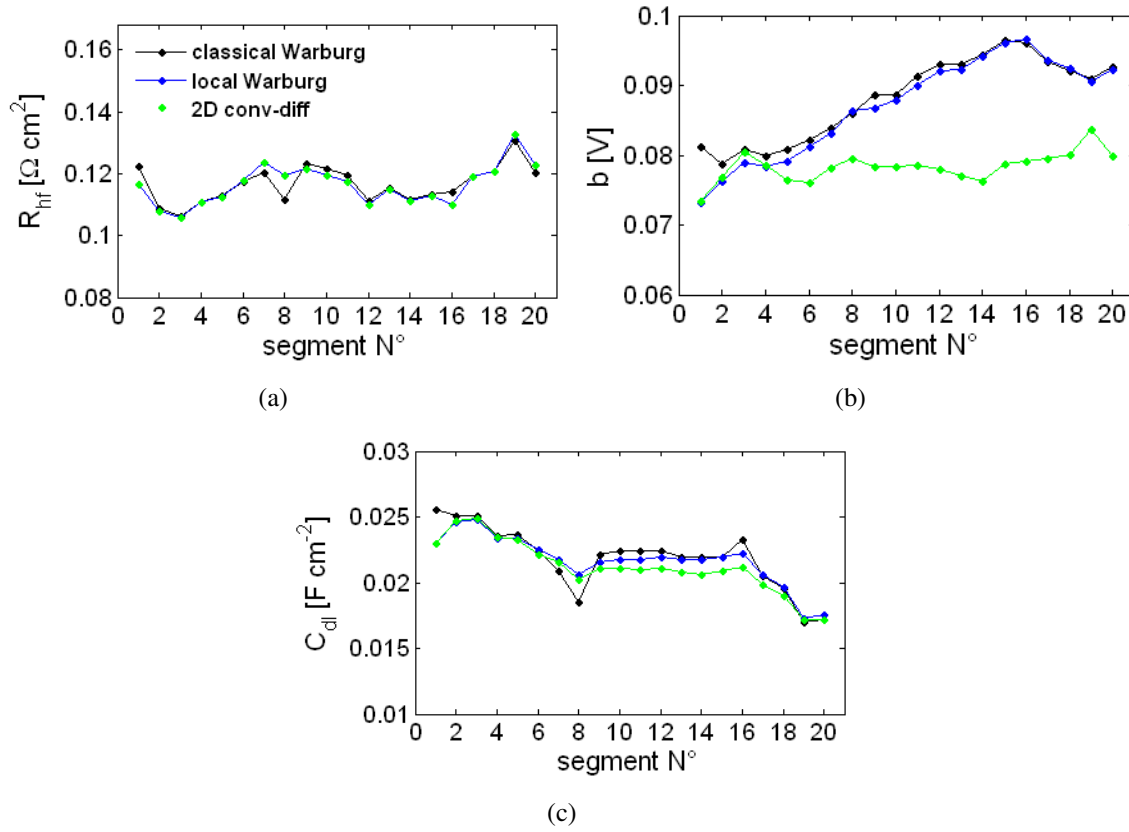 0.16
0.14
0.12
0.1
0.08
R_hf [Ω cm²]
classical Warburg
local Warburg
2D conv-diff
0 2 4 6 8 10 12 14 16 18 20
segment N°
(a)
0.1
0.09
0.08
0.07
0.06
b [V]
0 2 4 6 8 10 12 14 16 18 20
segment N°
(b)
0.03
0.025
0.02
0.015
0.01
C_dl [F cm⁻²]
0 2 4 6 8 10 12 14 16 18 20
segment N°
(c)